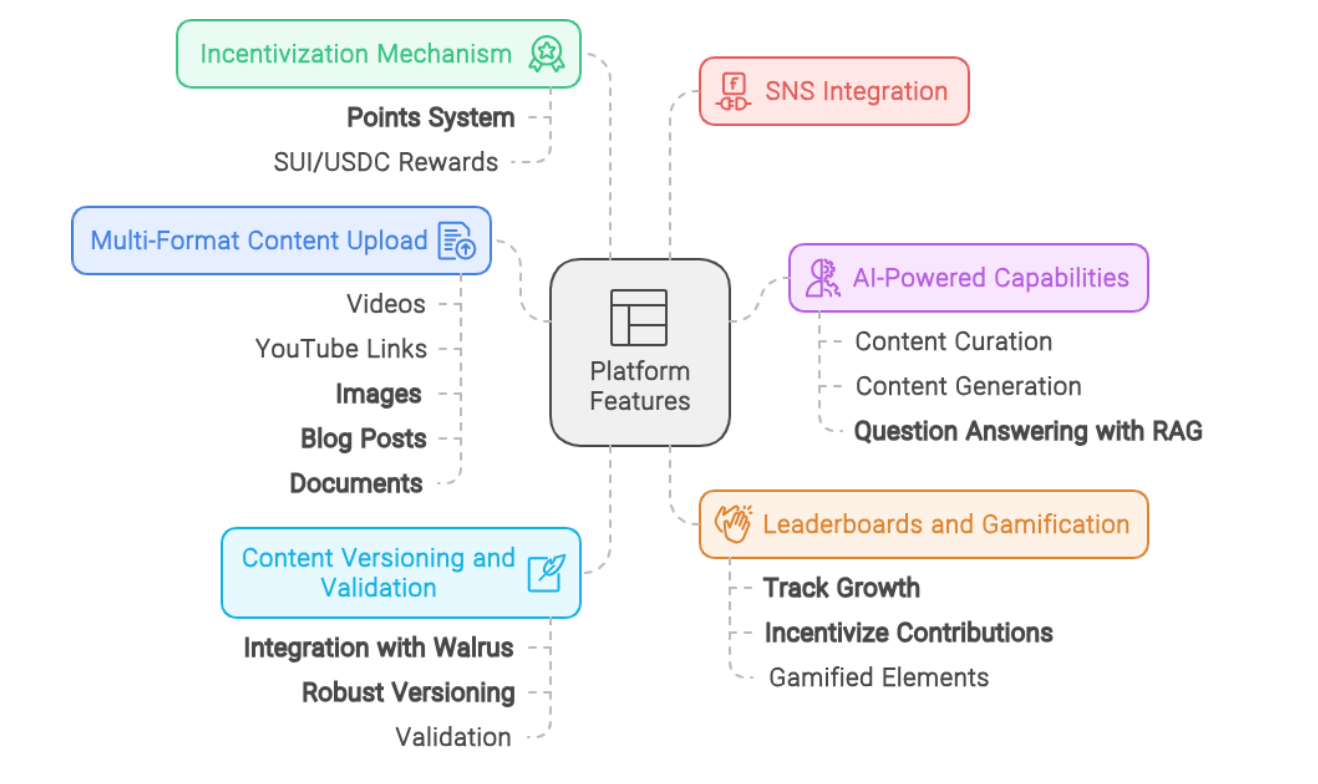 Incentivization Mechanism
Points System
SUI/USDC Rewards
Multi-Format Content Upload
Videos
YouTube Links
Images
Blog Posts
Documents
Content Versioning and
Validation
Integration with Walrus
Robust Versioning
Validation
Platform
Features
SNS Integration
f
AI-Powered Capabilities
Content Curation
Content Generation
Question Answering with RAG
Leaderboards and Gamification
Track Growth
Incentivize Contributions
Gamified Elements